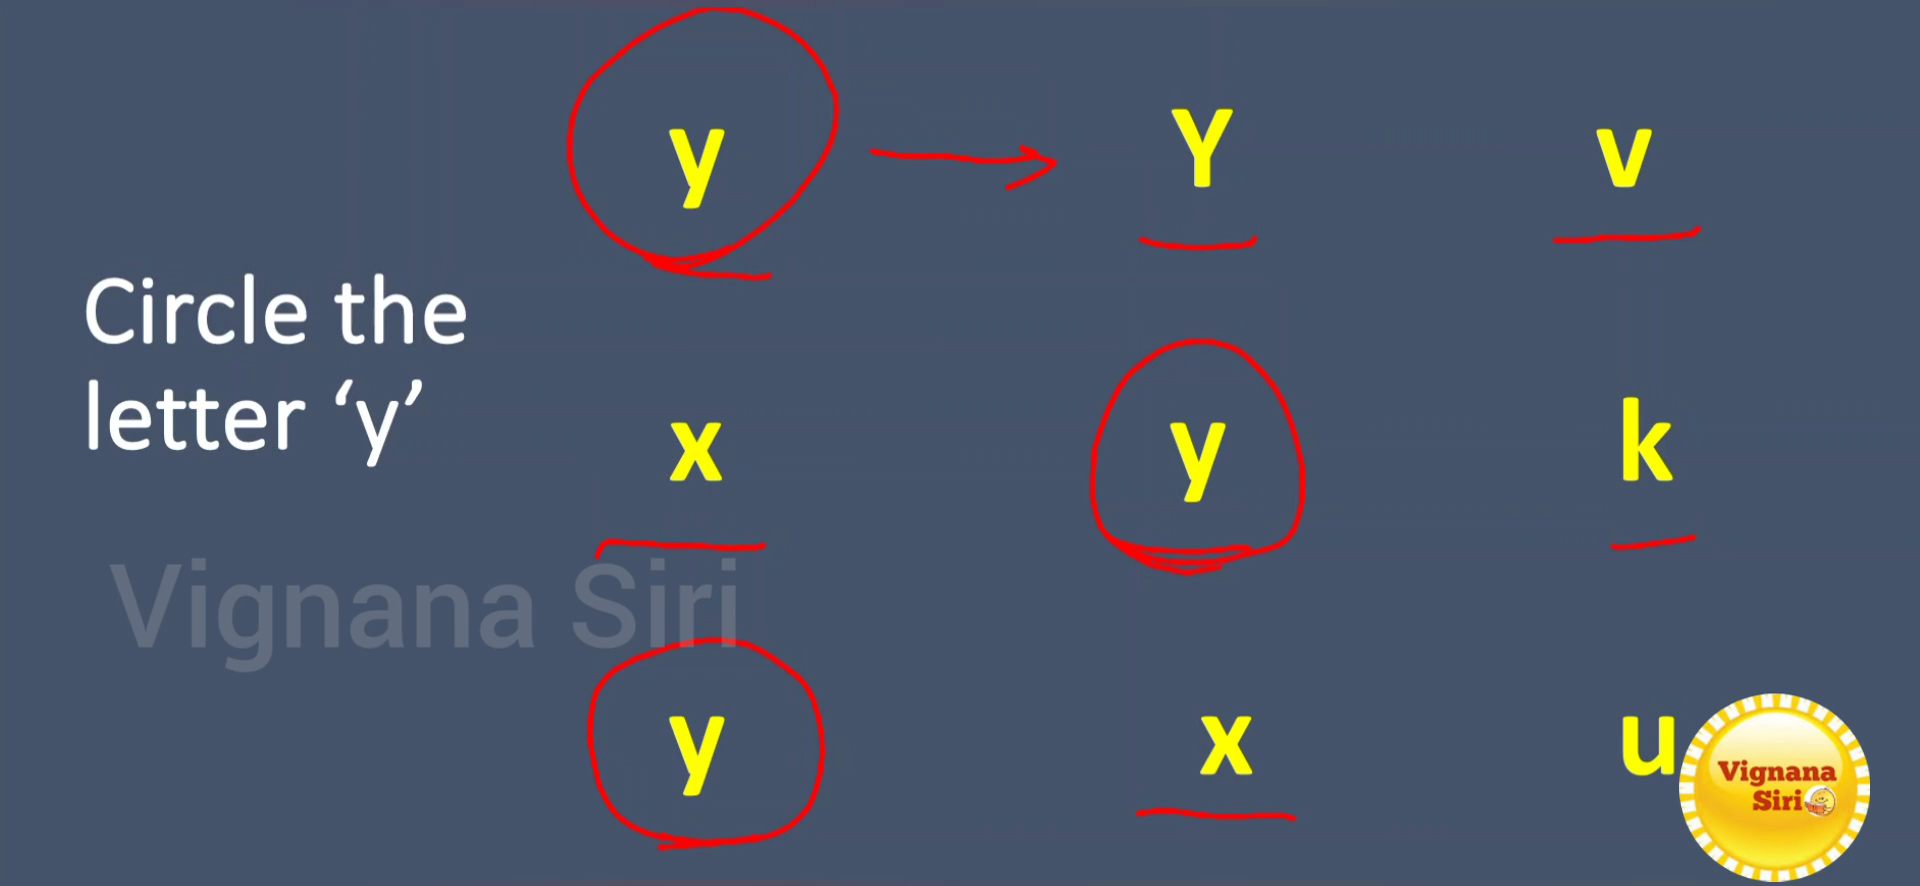 y Y v
Circle the
letter ‘y’
x y k
Vignana Siri
y x u
Vignana
Siri